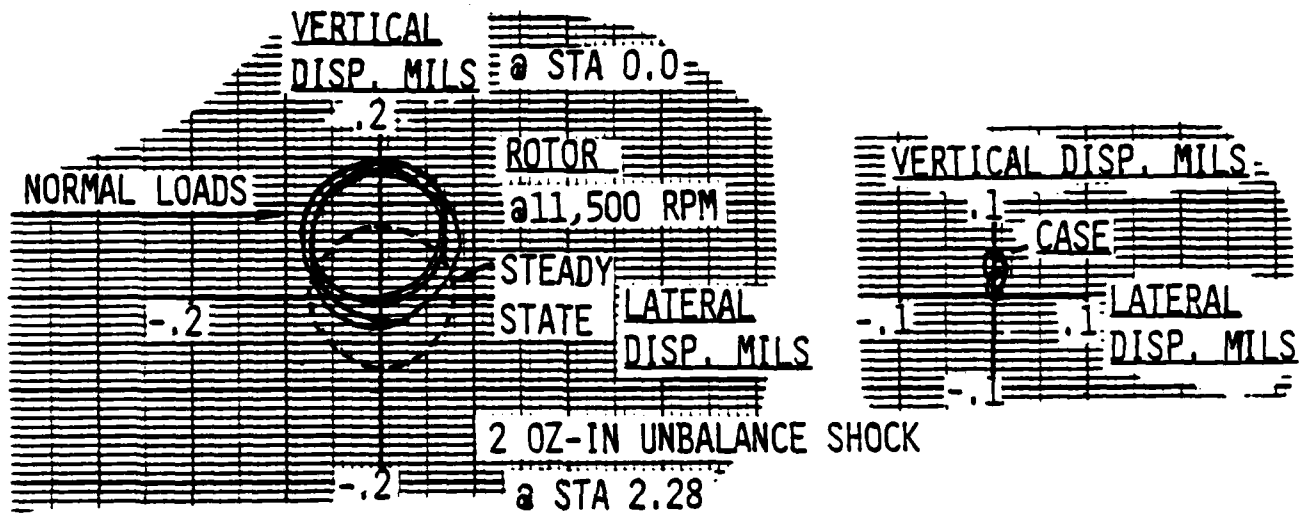 VERTICAL
DISP. MILS
@ STA 0.0
.2
ROTOR
@11,500 RPM
NORMAL LOADS
STEADY
STATE
-.2
LATERAL
DISP. MILS
2 OZ-IN UNBALANCE SHOCK
-.2
@ STA 2.28
VERTICAL DISP. MILS
.1
CASE
-.1
.1
LATERAL
DISP. MILS
-.1